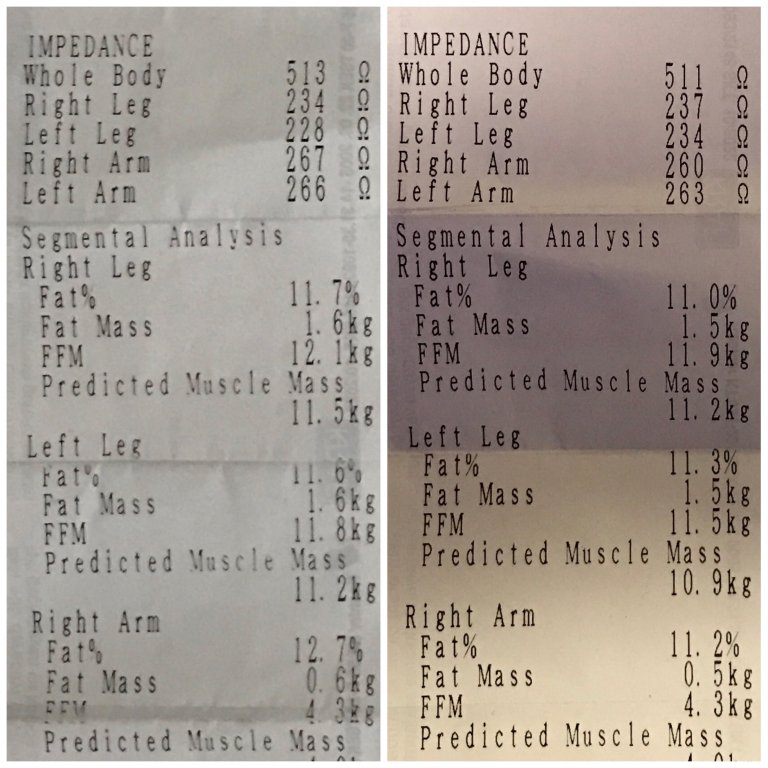 IMPEDANCE
Whole Body 513 Ω
Right Leg 234 Ω
Left Leg 228 Ω
Right Arm 267 Ω
Left Arm 266 Ω
Segmental Analysis
Right Leg
Fat% 11.7%
Fat Mass 1.6kg
FFM 12.1kg
Predicted Muscle Mass
11.5kg
Left Leg
Fat% 11.6%
Fat Mass 1.6kg
FFM 11.8kg
Predicted Muscle Mass
11.2kg
Right Arm
Fat% 12.7%
Fat Mass 0.6kg
FFM 4.3kg
Predicted Muscle Mass
IMPEDANCE
Whole Body 511 Ω
Right Leg 237 Ω
Left Leg 234 Ω
Right Arm 260 Ω
Left Arm 263 Ω
Segmental Analysis
Right Leg
Fat% 11.0%
Fat Mass 1.5kg
FFM 11.9kg
Predicted Muscle Mass
11.2kg
Left Leg
Fat% 11.3%
Fat Mass 1.5kg
FFM 11.5kg
Predicted Muscle Mass
10.9kg
Right Arm
Fat% 11.2%
Fat Mass 0.5kg
FFM 4.3kg
Predicted Muscle Mass